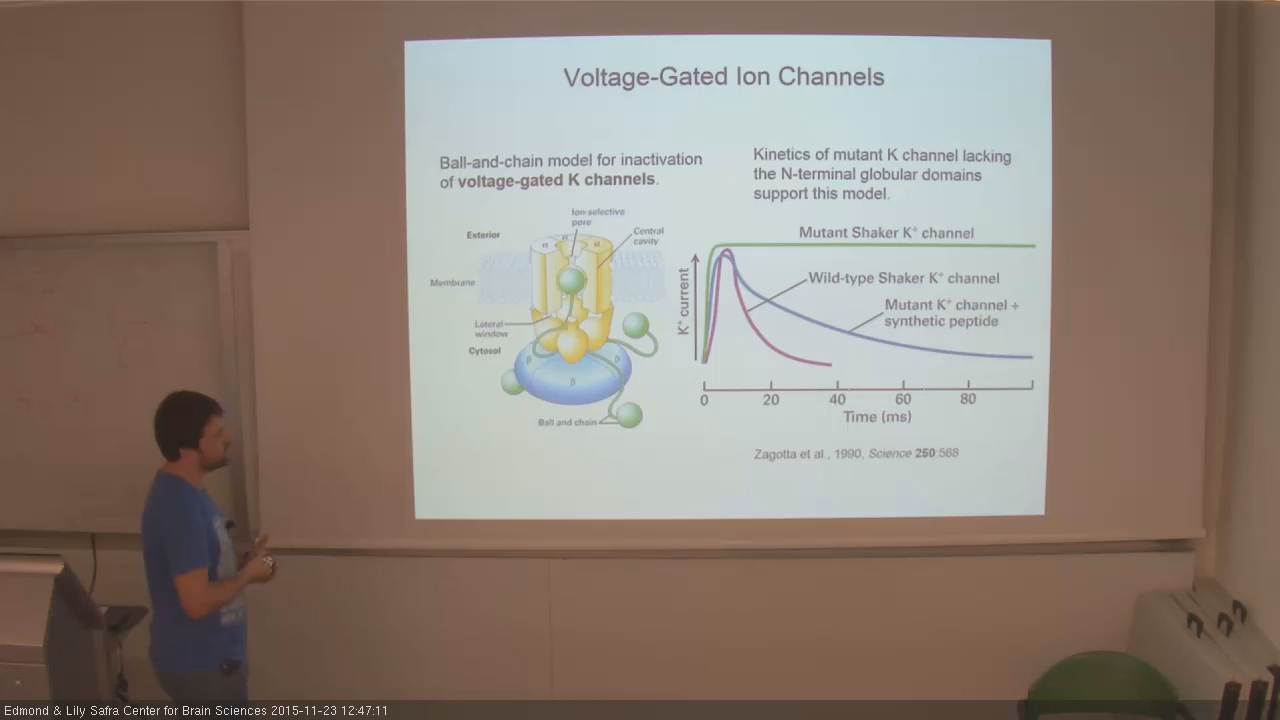 Voltage-Gated Ion Channels
Ball-and-chain model for inactivation
of voltage-gated K channels.
Kinetics of mutant K channel lacking
the N-terminal globular domains
support this model.
Ion-selective
pore
Exterior
Central
cavity
α α α
Membrane
Lateral
window
Cytosol
β β
β
Ball and chain
Mutant Shaker K⁺ channel
Wild-type Shaker K⁺ channel
Mutant K⁺ channel +
synthetic peptide
K⁺ current
0 20 40 60 80
Time (ms)
Zagotta et al., 1990, Science 250:568
Edmond & Lily Safra Center for Brain Sciences 2015-11-23 12:47:11